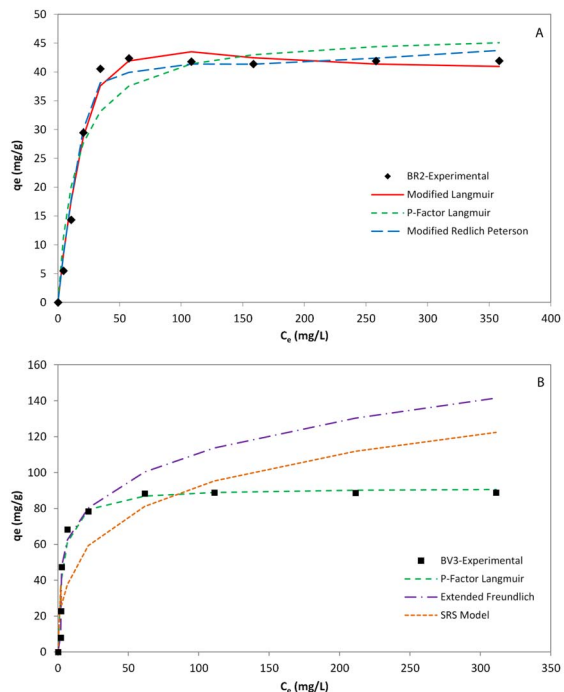 A
50
45
40
35
30
25
20
15
10
5
0
qe (mg/g)
BR2-Experimental
Modified Langmuir
P-Factor Langmuir
Modified Redlich Peterson
0 50 100 150 200 250 300 350 400
Ce (mg/L)
B
160
140
120
100
80
60
40
20
0
qe (mg/g)
BV3-Experimental
P-Factor Langmuir
Extended Freundlich
SRS Model
0 50 100 150 200 250 300 350
Ce (mg/L)